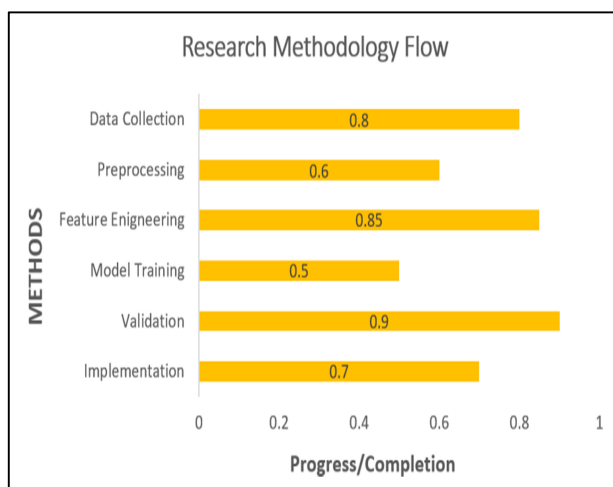 Research Methodology Flow
METHODS
Data Collection 0.8
Preprocessing 0.6
Feature Enigneering 0.85
Model Training 0.5
Validation 0.9
Implementation 0.7
0 0.2 0.4 0.6 0.8 1
Progress/Completion